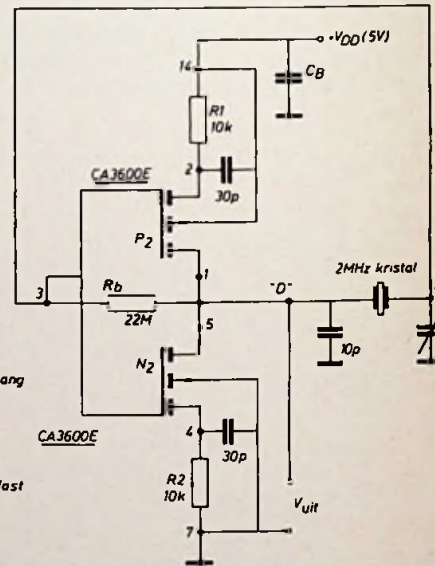 +VDD (5V)
14
CB
R1
10k
2
CA3600E
30p
P2
1
"D"
2MHz kristal
3
Rb
22M
5
10p
N2
ang
CA3600E
4
30p
last
R2
10k
Vuit
7